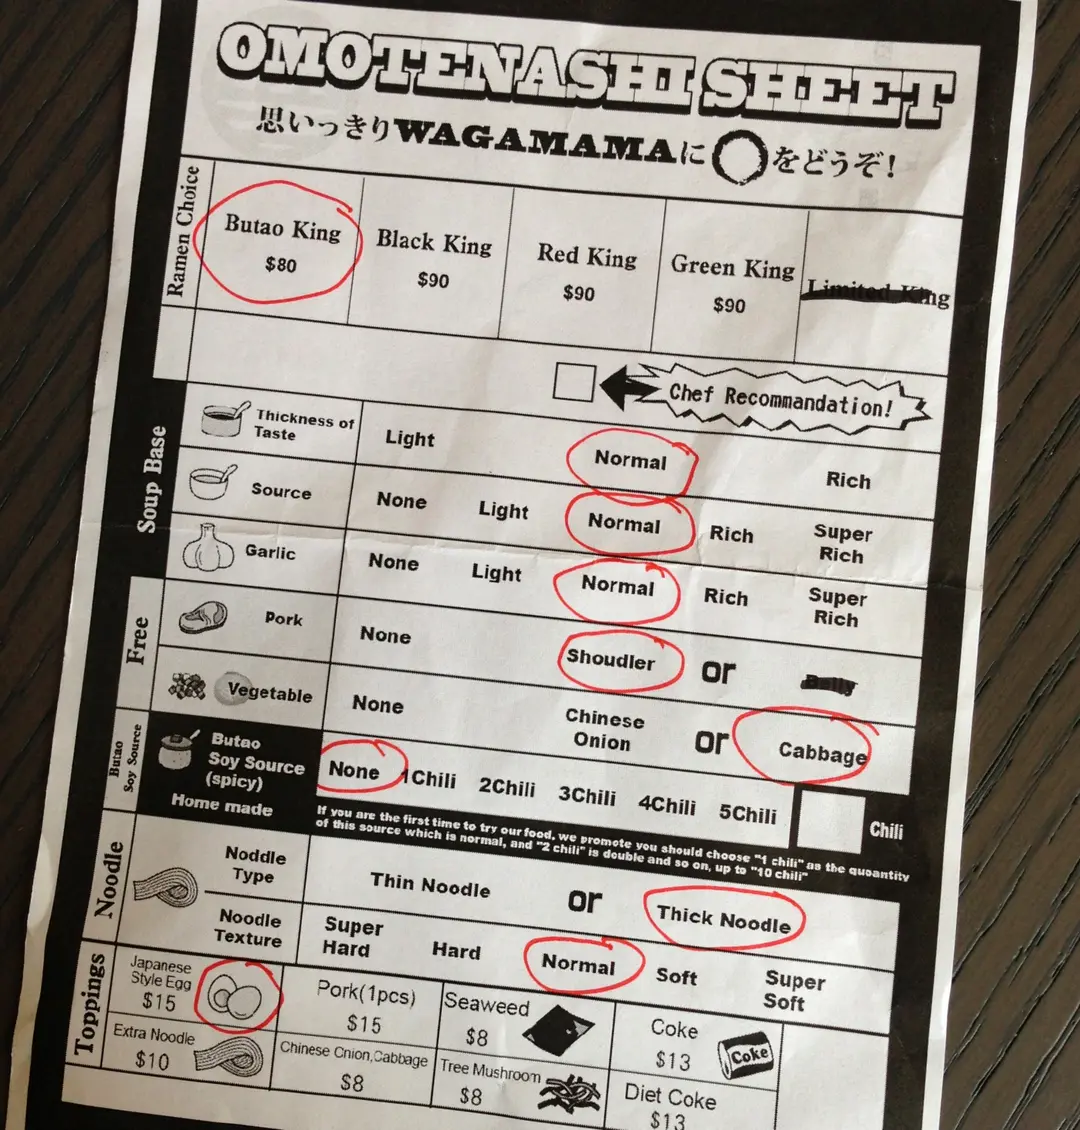 OMOTENASHI SHEET
思いっきりWAGAMAMAに◯をどうぞ!
Ramen Choice
Butao King
$80
Black King
$90
Red King
$90
Green King
$90
Limited King
Chef Recommandation!
Soup Base
Thickness of
Taste
Light
Normal
Rich
Source
None
Light
Normal
Rich
Super
Rich
Garlic
None
Light
Normal
Rich
Super
Rich
Free
Pork
None
Shoudler
or
Belly
Vegetable
None
Chinese
Onion
or
Cabbage
Butao
Soy Source
Butao
Soy Source
(spicy)
Home made
None
1Chili
2Chili
3Chili
4Chili
5Chili
Chili
If you are the first time to try our food, we promote you should choose "1 chili" as the quoantity
of this source which is normal, and "2 chili" is double and so on, up to "10 chili"
Noodle
Noddle
Type
Thin Noodle
or
Thick Noodle
Noodle
Texture
Super
Hard
Hard
Normal
Soft
Super
Soft
Toppings
Japanese
Style Egg
$15
Pork(1pcs)
$15
Seaweed
$8
Coke
$13
Coke
Extra Noodle
$10
Chinese Onion,Cabbage
$8
Tree Mushroom
$8
Diet Coke
$13